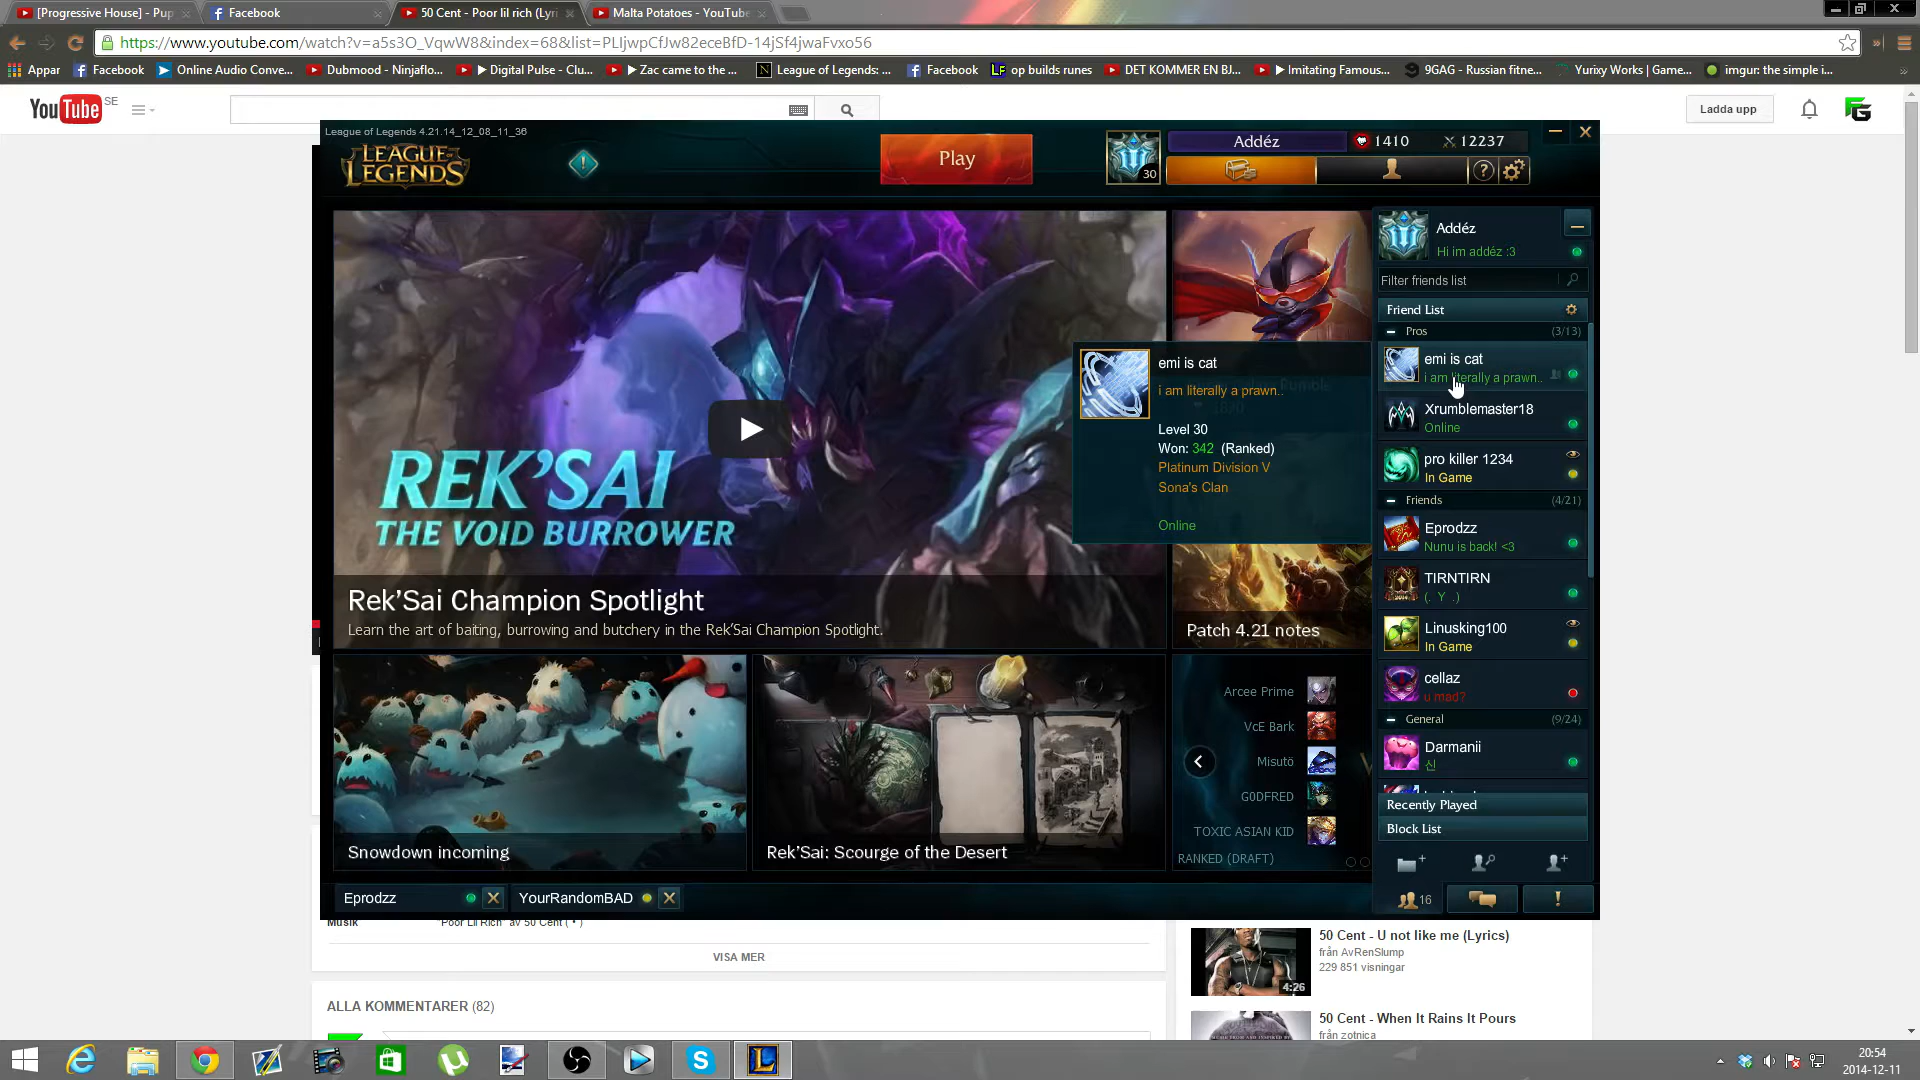 [Progressive House] - Pup
Facebook
50 Cent - Poor lil rich (Lyri
Malta Potatoes - YouTube
https://www.youtube.com/watch?v=a5s3O_VqwW8&index=68&list=PLIjwpCfJw82eceBfD-14jSf4jwaFvxo56
Appar
Facebook
Online Audio Conve...
Dubmood - Ninjaflo...
▶ Digital Pulse - Clu...
▶ Zac came to the ...
League of Legends: ...
Facebook
op builds runes
DET KOMMER EN BJ...
▶ Imitating Famous...
9GAG - Russian fitne...
Yurixy Works | Game...
imgur: the simple i...
YouTube SE
Ladda upp
League of Legends 4.21.14_12_08_11_36
LEAGUE OF LEGENDS
Play
30
Addéz
1410
12237
Addéz
Hi im addéz :3
Filter friends list
Friend List
Pros (3/13)
emi is cat
i am literally a prawn..
Xrumblemaster18
Online
pro killer 1234
In Game
Friends (4/21)
Eprodzz
Nunu is back! <3
TIRNTIRN
(. Y .)
Linusking100
In Game
cellaz
u mad?
General (9/24)
Darmanii
신
Recently Played
Block List
16
emi is cat
i am literally a prawn..
Level 30
Won: 342 (Ranked)
Platinum Division V
Sona's Clan
Online
REK'SAI
THE VOID BURROWER
Rek'Sai Champion Spotlight
Learn the art of baiting, burrowing and butchery in the Rek'Sai Champion Spotlight.
Patch 4.21 notes
Snowdown incoming
Rek'Sai: Scourge of the Desert
Arcee Prime
VcE Bark
Misutö
G0DFRED
TOXIC ASIAN KID
RANKED (DRAFT)
Eprodzz
YourRandomBAD
Musik
"Poor Lil Rich" av 50 Cent ( • )
VISA MER
ALLA KOMMENTARER (82)
4:26
50 Cent - U not like me (Lyrics)
från AvRenSlump
229 851 visningar
50 Cent - When It Rains It Pours
från zotnica
20:54
2014-12-11